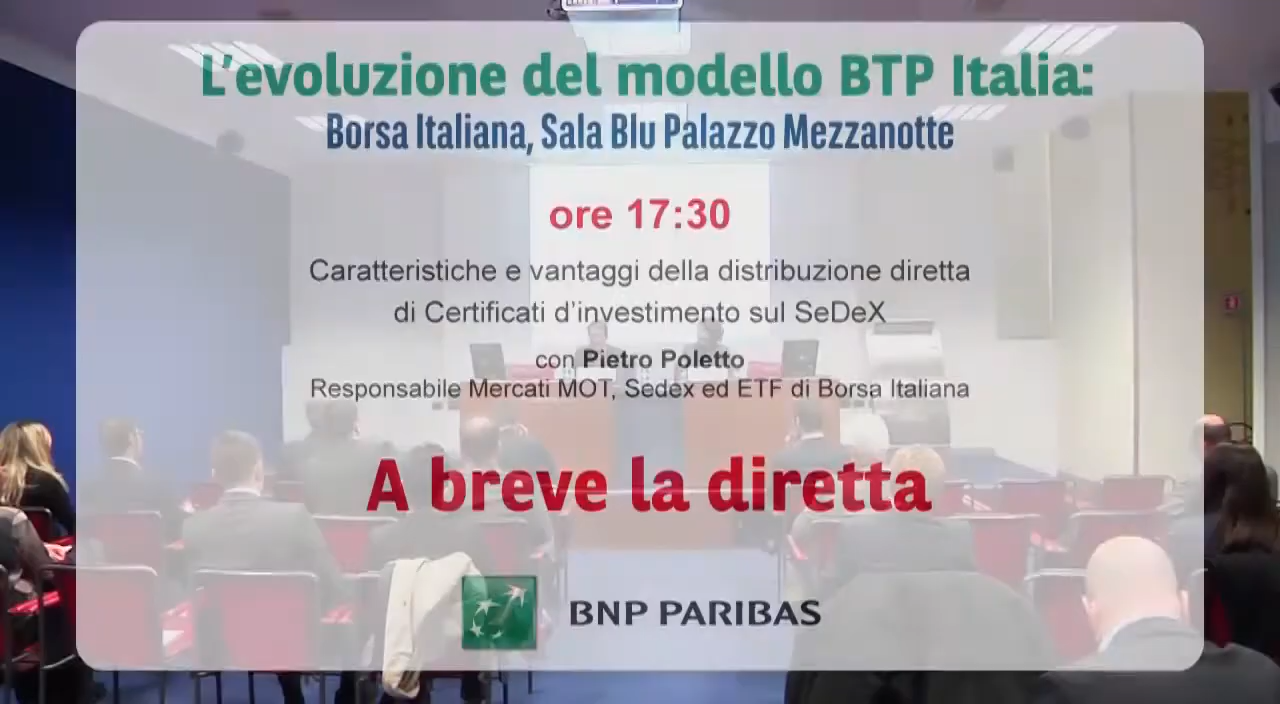 L'evoluzione del modello BTP Italia:
Borsa Italiana, Sala Blu Palazzo Mezzanotte
ore 17:30
Caratteristiche e vantaggi della distribuzione diretta
di Certificati d'investimento sul SeDeX
con Pietro Poletto
Responsabile Mercati MOT, Sedex ed ETF di Borsa Italiana
A breve la diretta
BNP PARIBAS